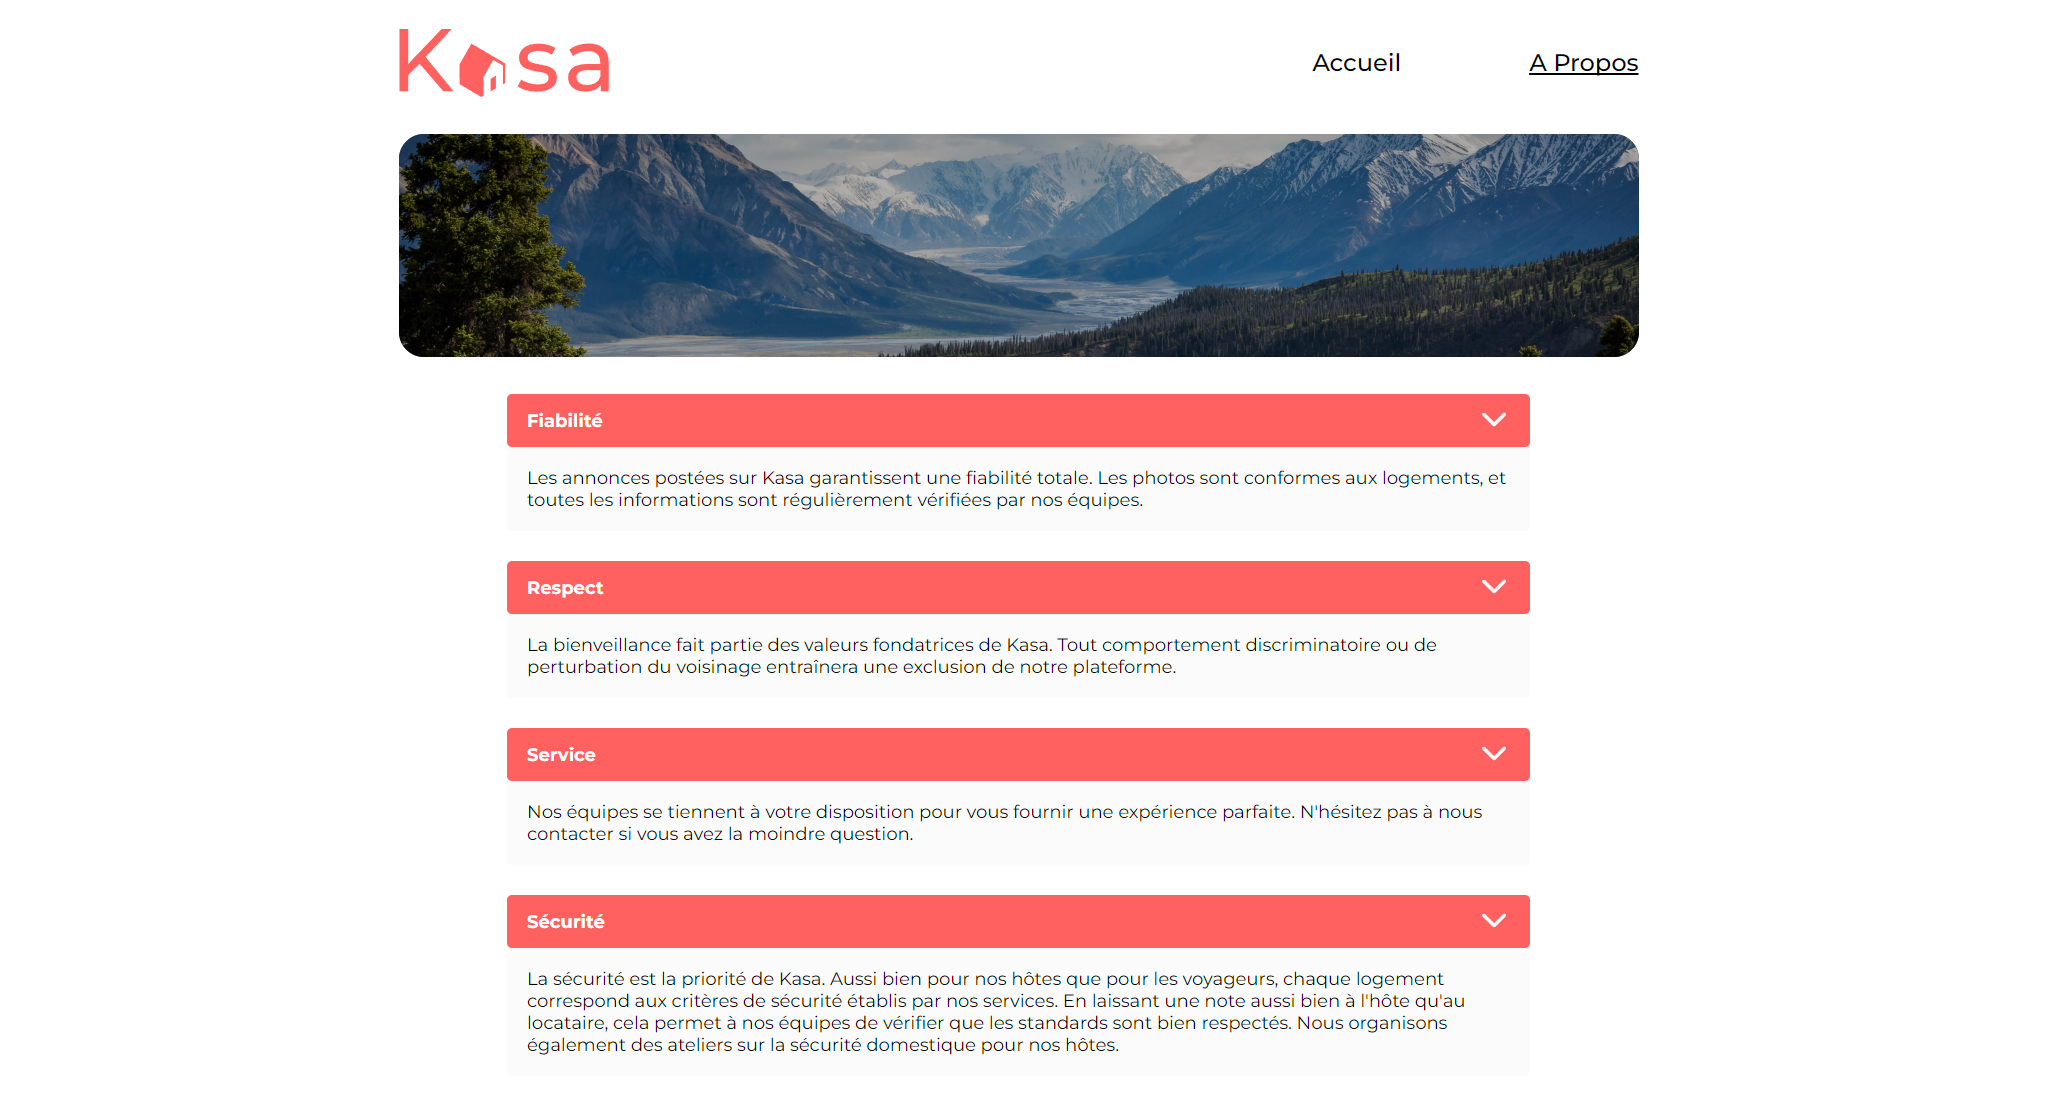 Kasa
Accueil
A Propos
Fiabilité
Les annonces postées sur Kasa garantissent une fiabilité totale. Les photos sont conformes aux logements, et
toutes les informations sont régulièrement vérifiées par nos équipes.
Respect
La bienveillance fait partie des valeurs fondatrices de Kasa. Tout comportement discriminatoire ou de
perturbation du voisinage entraînera une exclusion de notre plateforme.
Service
Nos équipes se tiennent à votre disposition pour vous fournir une expérience parfaite. N'hésitez pas à nous
contacter si vous avez la moindre question.
Sécurité
La sécurité est la priorité de Kasa. Aussi bien pour nos hôtes que pour les voyageurs, chaque logement
correspond aux critères de sécurité établis par nos services. En laissant une note aussi bien à l'hôte qu'au
locataire, cela permet à nos équipes de vérifier que les standards sont bien respectés. Nous organisons
également des ateliers sur la sécurité domestique pour nos hôtes.